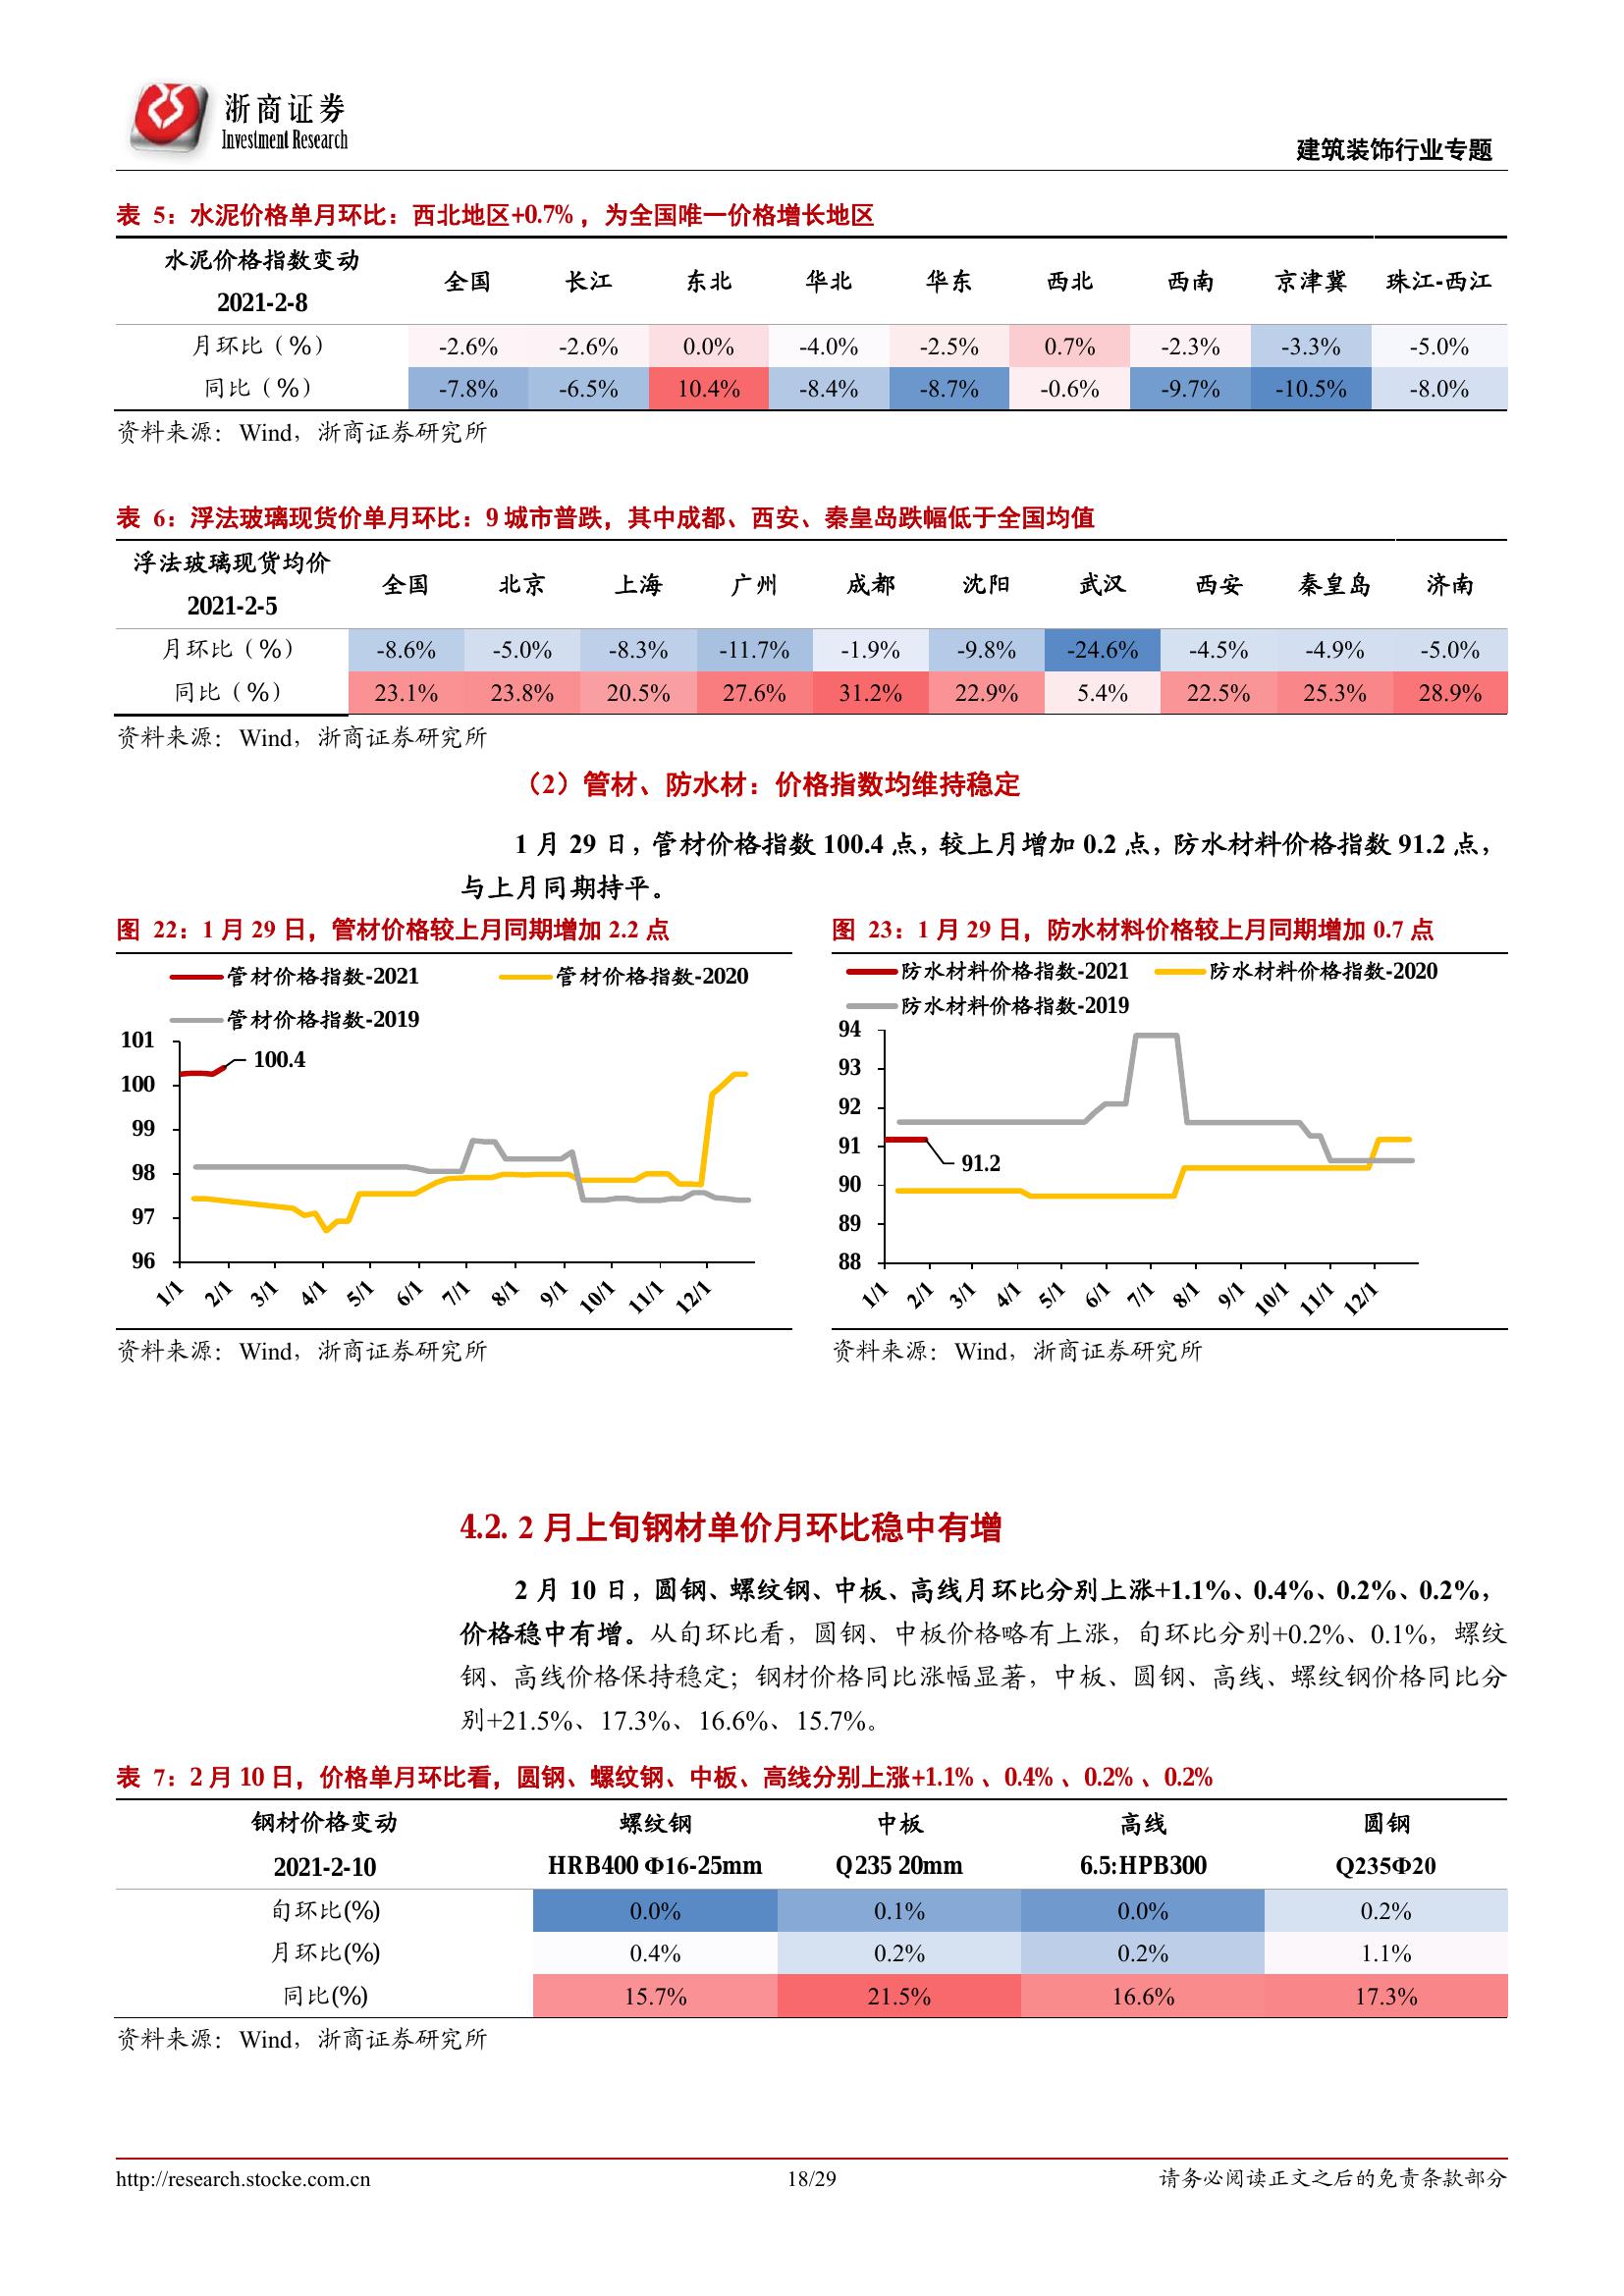 浙商证券
Investment Research
建筑装饰行业专题
表 5：水泥价格单月环比：西北地区+0.7%，为全国唯一价格增长地区
水泥价格指数变动 2021-2-8 全国 长江 东北 华北 华东 西北 西南 京津冀 珠江-西江
月环比（%） -2.6% -2.6% 0.0% -4.0% -2.5% 0.7% -2.3% -3.3% -5.0%
同比（%） -7.8% -6.5% 10.4% -8.4% -8.7% -0.6% -9.7% -10.5% -8.0%
资料来源：Wind，浙商证券研究所
表 6：浮法玻璃现货价单月环比：9 城市普跌，其中成都、西安、秦皇岛跌幅低于全国均值
浮法玻璃现货均价 2021-2-5 全国 北京 上海 广州 成都 沈阳 武汉 西安 秦皇岛 济南
月环比（%） -8.6% -5.0% -8.3% -11.7% -1.9% -9.8% -24.6% -4.5% -4.9% -5.0%
同比（%） 23.1% 23.8% 20.5% 27.6% 31.2% 22.9% 5.4% 22.5% 25.3% 28.9%
资料来源：Wind，浙商证券研究所
（2）管材、防水材：价格指数均维持稳定
1 月 29 日，管材价格指数 100.4 点，较上月增加 0.2 点，防水材料价格指数 91.2 点，
与上月同期持平。
图 22：1 月 29 日，管材价格较上月同期增加 2.2 点
管材价格指数-2021 管材价格指数-2020
管材价格指数-2019
101
100
99
98
97
96
100.4
1/1 2/1 3/1 4/1 5/1 6/1 7/1 8/1 9/1 10/1 11/1 12/1
资料来源：Wind，浙商证券研究所
图 23：1 月 29 日，防水材料价格较上月同期增加 0.7 点
防水材料价格指数-2021 防水材料价格指数-2020
防水材料价格指数-2019
94
93
92
91
90
89
88
91.2
1/1 2/1 3/1 4/1 5/1 6/1 7/1 8/1 9/1 10/1 11/1 12/1
资料来源：Wind，浙商证券研究所
4.2. 2 月上旬钢材单价月环比稳中有增
2 月 10 日，圆钢、螺纹钢、中板、高线月环比分别上涨+1.1%、0.4%、0.2%、0.2%，
价格稳中有增。从旬环比看，圆钢、中板价格略有上涨，旬环比分别+0.2%、0.1%，螺纹
钢、高线价格保持稳定；钢材价格同比涨幅显著，中板、圆钢、高线、螺纹钢价格同比分
别+21.5%、17.3%、16.6%、15.7%。
表 7：2 月 10 日，价格单月环比看，圆钢、螺纹钢、中板、高线分别上涨+1.1% 、0.4% 、0.2% 、0.2%
钢材价格变动 螺纹钢 中板 高线 圆钢
2021-2-10 HRB400 Φ16-25mm Q235 20mm 6.5:HPB300 Q235Φ20
旬环比(%) 0.0% 0.1% 0.0% 0.2%
月环比(%) 0.4% 0.2% 0.2% 1.1%
同比(%) 15.7% 21.5% 16.6% 17.3%
资料来源：Wind，浙商证券研究所
http://research.stocke.com.cn 18/29 请务必阅读正文之后的免责条款部分